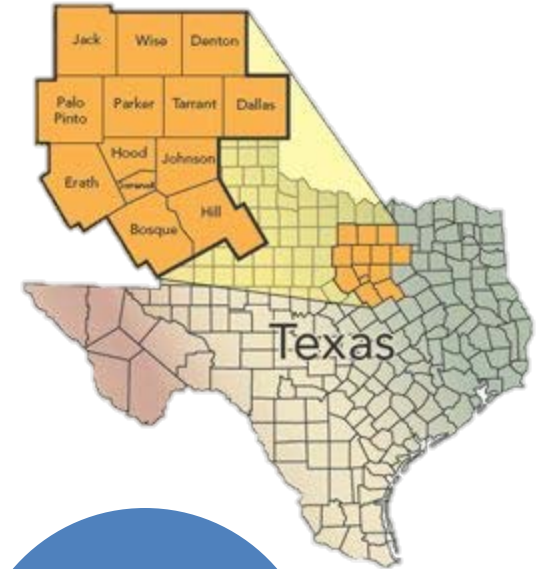 Jack
Wise
Denton
Palo
Pinto
Parker
Tarrant
Dallas
Hood
Johnson
Erath
Hill
Bosque
Texas